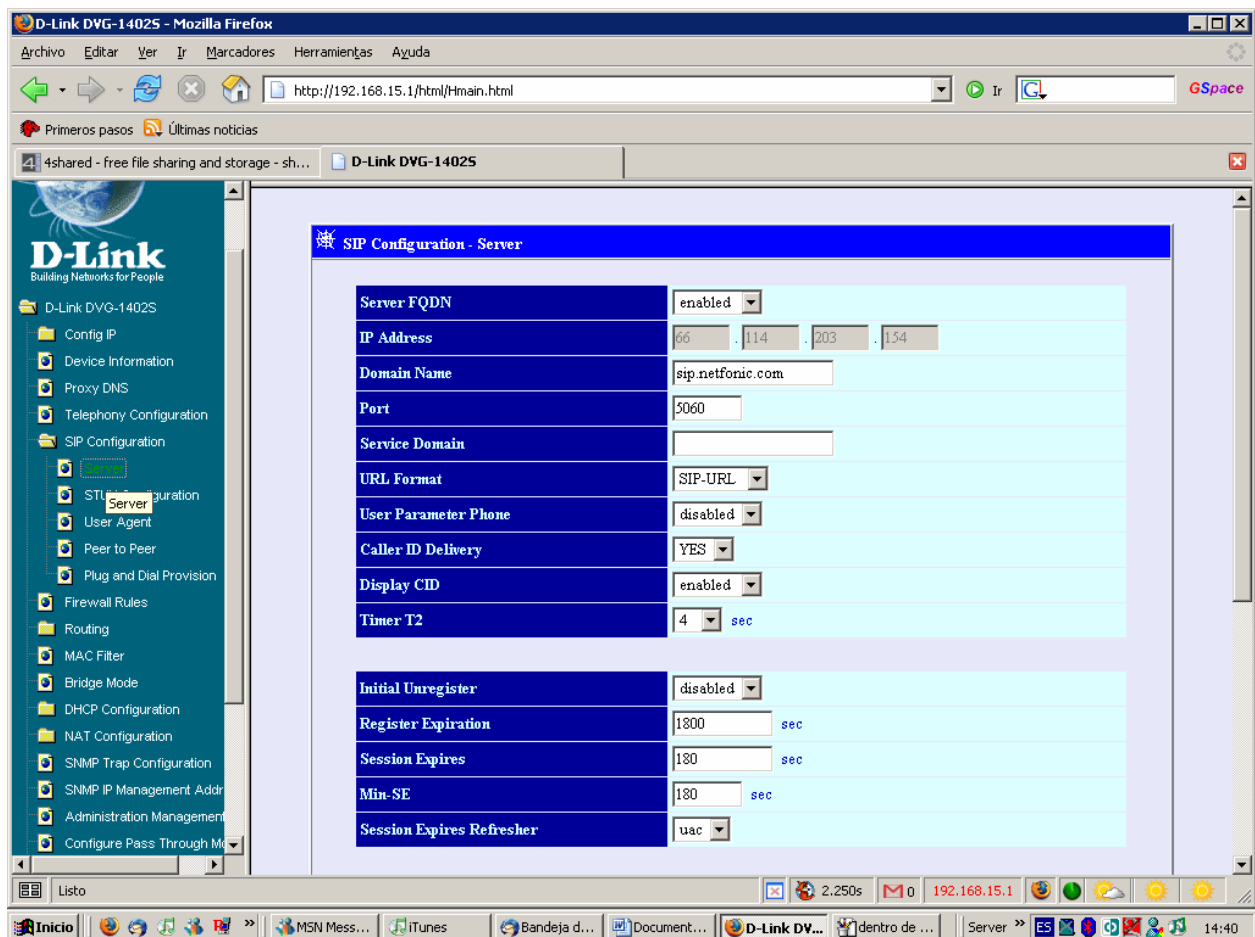 D-Link DVG-1402S - Mozilla Firefox
Archivo Editar Ver Ir Marcadores Herramientas Ayuda
http://192.168.15.1/html/Hmain.html Ir G GSpace
Primeros pasos Últimas noticias
4 4shared - free file sharing and storage - sh... D-Link DVG-1402S
D-Link
Building Networks for People
D-Link DVG-1402S
Config IP
Device Information
Proxy DNS
Telephony Configuration
SIP Configuration
Server
STUN Configuration
Server
User Agent
Peer to Peer
Plug and Dial Provision
Firewall Rules
Routing
MAC Filter
Bridge Mode
DHCP Configuration
NAT Configuration
SNMP Trap Configuration
SNMP IP Management Addr
Administration Management
Configure Pass Through Mo
SIP Configuration - Server
Server FQDN enabled
IP Address 66 . 114 . 203 . 154
Domain Name sip.netfonic.com
Port 5060
Service Domain
URL Format SIP-URL
User Parameter Phone disabled
Caller ID Delivery YES
Display CID enabled
Timer T2 4 sec
Initial Unregister disabled
Register Expiration 1800 sec
Session Expires 180 sec
Min-SE 180 sec
Session Expires Refresher uac
Listo 2.250s 0 192.168.15.1
Inicio » MSN Mess... iTunes Bandeja d... Document... D-Link DV... dentro de ... Server » ES 14:40